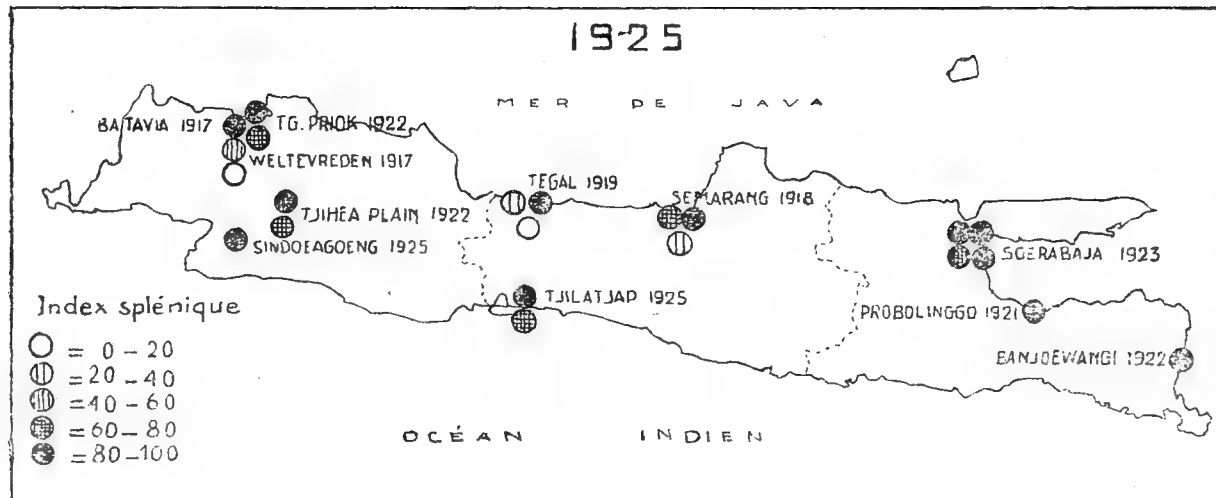 1925
MER DE JAVA
BATAVIA 1917
TG. PRIOK 1922
WELTEVREDEN 1917
TEGAL 1919
SEMARANG 1918
TJIHEA PLAIN 1922
SINDOEAGOENG 1925
SOERABAJA 1923
TJILATJAP 1925
PROBOLINGGO 1921
BANJOEWANGI 1922
Index splénique
= 0 - 20
= 20 - 40
= 40 - 60
= 60 - 80
= 80 - 100
OCÉAN INDIEN